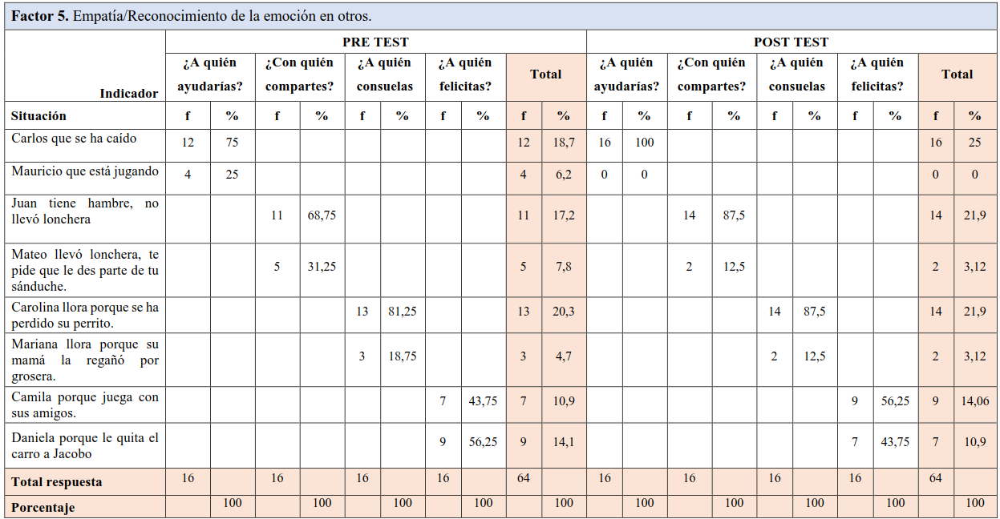 Factor 5. Empatía/Reconocimiento de la emoción en otros.
PRE TEST POST TEST
Indicador ¿A quién ayudarías? ¿Con quién compartes? ¿A quién consuelas ¿A quién felicitas? Total ¿A quién ayudarías? ¿Con quién compartes? ¿A quién consuelas ¿A quién felicitas? Total
Situación f % f % f % f % f % f % f % f % f % f %
Carlos que se ha caído 12 75 12 18,7 16 100 16 25
Mauricio que está jugando 4 25 4 6,2 0 0 0 0
Juan tiene hambre, no
llevó lonchera 11 68,75 11 17,2 14 87,5 14 21,9
Mateo llevó lonchera, te
pide que le des parte de tu
sánduche. 5 31,25 5 7,8 2 12,5 2 3,12
Carolina llora porque se ha
perdido su perrito. 13 81,25 13 20,3 14 87,5 14 21,9
Mariana llora porque su
mamá la regañó por
grosera. 3 18,75 3 4,7 2 12,5 2 3,12
Camila porque juega con
sus amigos. 7 43,75 7 10,9 9 56,25 9 14,06
Daniela porque le quita el
carro a Jacobo 9 56,25 9 14,1 7 43,75 7 10,9
Total respuesta 16 16 16 16 64 16 16 16 16 64
Porcentaje 100 100 100 100 100 100 100 100 100 100